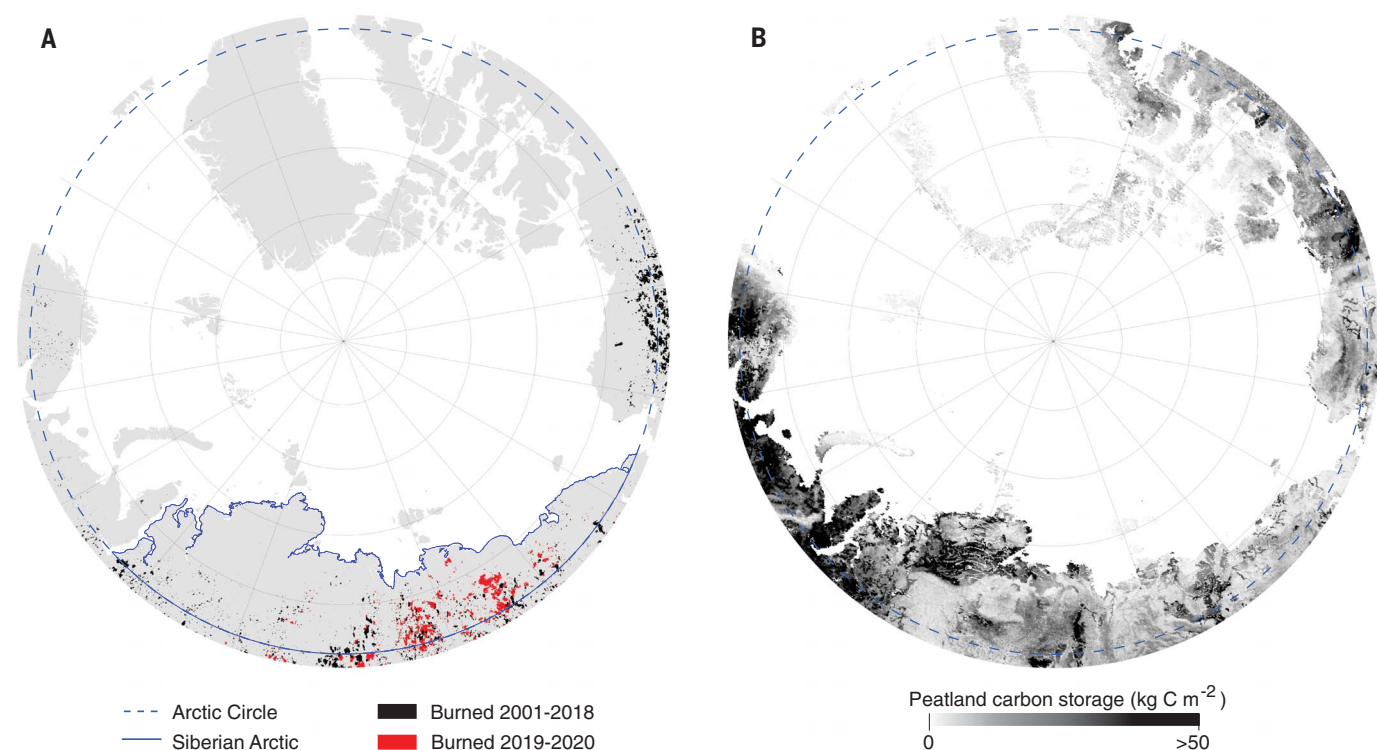 A
B
Arctic Circle
Siberian Arctic
Burned 2001-2018
Burned 2019-2020
Peatland carbon storage (kg C m-2)
0
>50